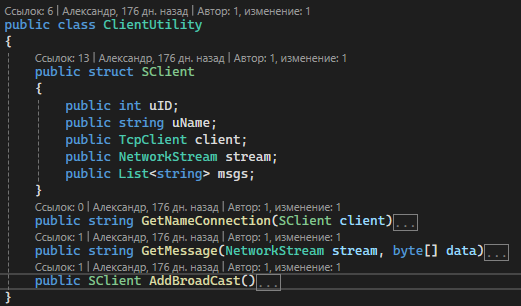 Ссылок: 6 | Александр, 176 дн. назад | Автор: 1, изменение: 1
public class ClientUtility
{
Ссылок: 13 | Александр, 176 дн. назад | Автор: 1, изменение: 1
public struct SClient
{
public int uID;
public string uName;
public TcpClient client;
public NetworkStream stream;
public List<string> msgs;
}
Ссылок: 0 | Александр, 176 дн. назад | Автор: 1, изменение: 1
public string GetNameConnection(SClient client)...
Ссылок: 1 | Александр, 176 дн. назад | Автор: 1, изменение: 1
public string GetMessage(NetworkStream stream, byte[] data)...
Ссылок: 1 | Александр, 176 дн. назад | Автор: 1, изменение: 1
public SClient AddBroadCast()...
}